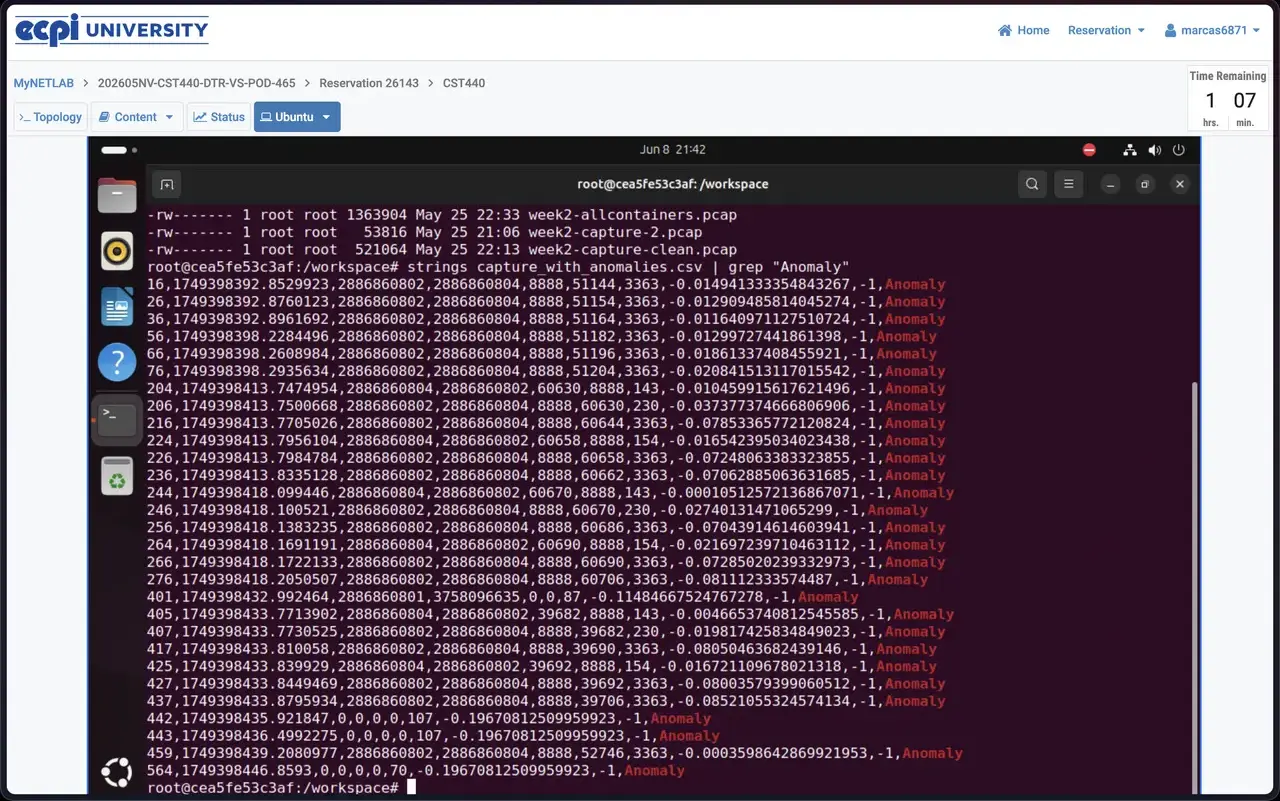 ecpi UNIVERSITY
Home Reservation marcas6871
MyNETLAB > 202605NV-CST440-DTR-VS-POD-465 > Reservation 26143 > CST440
Time Remaining
1 07
hrs. min.
>_ Topology Content Status Ubuntu
Jun 8 21:42
root@cea5fe53c3af: /workspace
-rw------- 1 root root 1363904 May 25 22:33 week2-allcontainers.pcap
-rw------- 1 root root 53816 May 25 21:06 week2-capture-2.pcap
-rw------- 1 root root 521064 May 25 22:13 week2-capture-clean.pcap
root@cea5fe53c3af:/workspace# strings capture_with_anomalies.csv | grep "Anomaly"
16,1749398392.8529923,2886860802,2886860804,8888,51144,3363,-0.014941333354843267,-1,Anomaly
26,1749398392.8760123,2886860802,2886860804,8888,51154,3363,-0.012909485814045274,-1,Anomaly
36,1749398392.8961692,2886860802,2886860804,8888,51164,3363,-0.011640971127510724,-1,Anomaly
56,1749398398.2284496,2886860802,2886860804,8888,51182,3363,-0.01299727441861398,-1,Anomaly
66,1749398398.2608984,2886860802,2886860804,8888,51196,3363,-0.01861337408455921,-1,Anomaly
76,1749398398.2935634,2886860802,2886860804,8888,51204,3363,-0.020841513117015542,-1,Anomaly
204,1749398413.7474954,2886860804,2886860802,60630,8888,143,-0.010459915617621496,-1,Anomaly
206,1749398413.7500668,2886860802,2886860804,8888,60630,230,-0.037377374666806906,-1,Anomaly
216,1749398413.7705026,2886860802,2886860804,8888,60644,3363,-0.07853365772120824,-1,Anomaly
224,1749398413.7956104,2886860804,2886860802,60658,8888,154,-0.016542395034023438,-1,Anomaly
226,1749398413.7984784,2886860802,2886860804,8888,60658,3363,-0.07248063383323855,-1,Anomaly
236,1749398413.8335128,2886860802,2886860804,8888,60662,3363,-0.07062885063631685,-1,Anomaly
244,1749398418.099446,2886860804,2886860802,60670,8888,143,-0.00010512572136867071,-1,Anomaly
246,1749398418.100521,2886860802,2886860804,8888,60670,230,-0.02740131471065299,-1,Anomaly
256,1749398418.1383235,2886860802,2886860804,8888,60686,3363,-0.07043914614603941,-1,Anomaly
264,1749398418.1691191,2886860804,2886860802,60690,8888,154,-0.021697239710463112,-1,Anomaly
266,1749398418.1722133,2886860802,2886860804,8888,60690,3363,-0.07285020239332973,-1,Anomaly
276,1749398418.2050507,2886860802,2886860804,8888,60706,3363,-0.0811123335 74487,-1,Anomaly
401,1749398432.992464,2886860801,3758096635,0,0,87,-0.11484667524767278,-1,Anomaly
405,1749398433.7713902,2886860804,2886860802,39682,8888,143,-0.004665374081254 5585,-1,Anomaly
407,1749398433.7730525,2886860802,2886860804,8888,39682,230,-0.019817425834849023,-1,Anomaly
417,1749398433.810058,2886860802,2886860804,8888,39690,3363,-0.08050463682439146,-1,Anomaly
425,1749398433.839929,2886860804,2886860802,39692,8888,154,-0.016721109678021318,-1,Anomaly
427,1749398433.8449469,2886860802,2886860804,8888,39692,3363,-0.08003579399060512,-1,Anomaly
437,1749398433.8795934,2886860802,2886860804,8888,39706,3363,-0.08521055324574134,-1,Anomaly
442,1749398435.921847,0,0,0,0,107,-0.19670812509959923,-1,Anomaly
443,1749398436.4992275,0,0,0,0,107,-0.19670812509959923,-1,Anomaly
459,1749398439.2080977,2886860802,2886860804,8888,52746,3363,-0.0003598642869921953,-1,Anomaly
564,1749398446.8593,0,0,0,0,70,-0.19670812509959923,-1,Anomaly
root@cea5fe53c3af:/workspace#